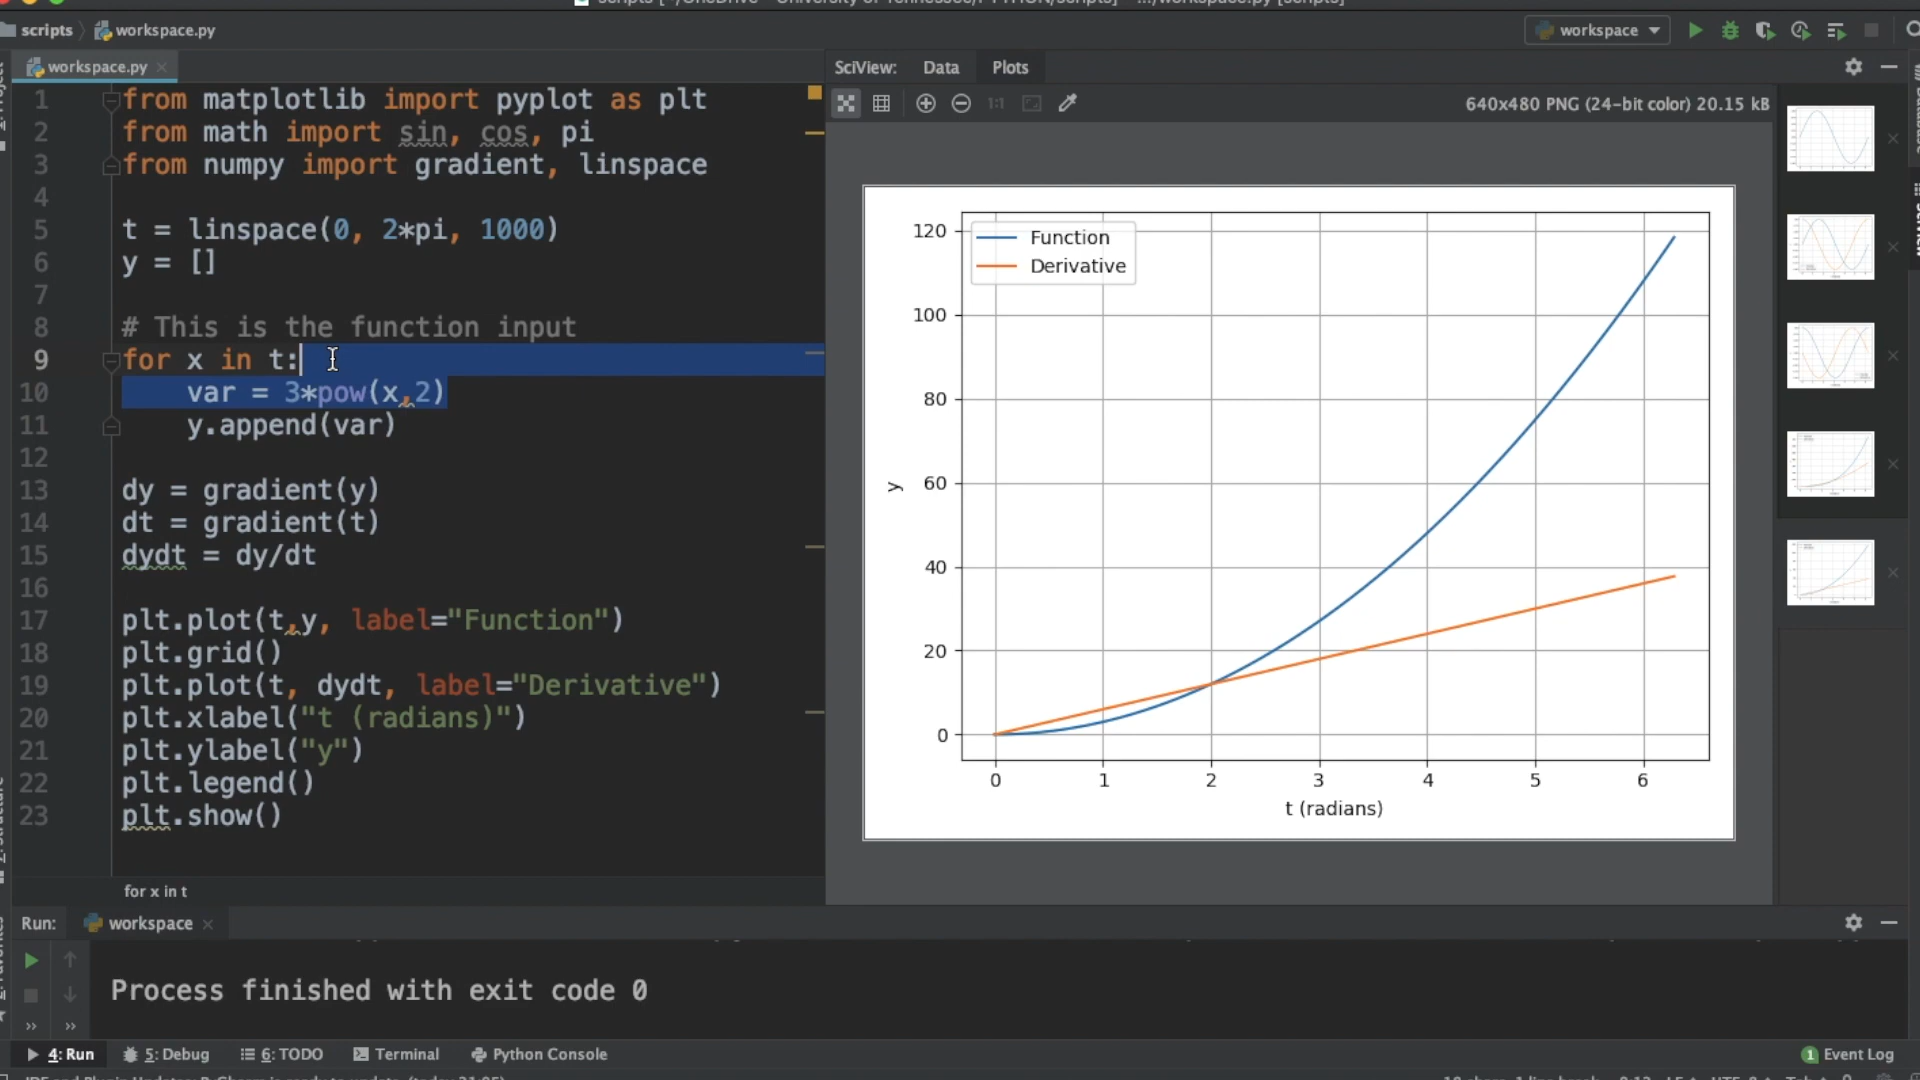 scripts workspace.py
workspace
workspace.py
SciView: Data Plots
640x480 PNG (24-bit color) 20.15 kB
1:1
1 from matplotlib import pyplot as plt
2 from math import sin, cos, pi
3 from numpy import gradient, linspace
4
5 t = linspace(0, 2*pi, 1000)
6 y = []
7
8 # This is the function input
9 for x in t:
10 var = 3*pow(x,2)
11 y.append(var)
12
13 dy = gradient(y)
14 dt = gradient(t)
15 dydt = dy/dt
16
17 plt.plot(t,y, label="Function")
18 plt.grid()
19 plt.plot(t, dydt, label="Derivative")
20 plt.xlabel("t (radians)")
21 plt.ylabel("y")
22 plt.legend()
23 plt.show()
for x in t
Function
Derivative
120
100
80
60
40
20
0
y
0 1 2 3 4 5 6
t (radians)
Run: workspace
Process finished with exit code 0
4: Run 5: Debug 6: TODO Terminal Python Console
1 Event Log